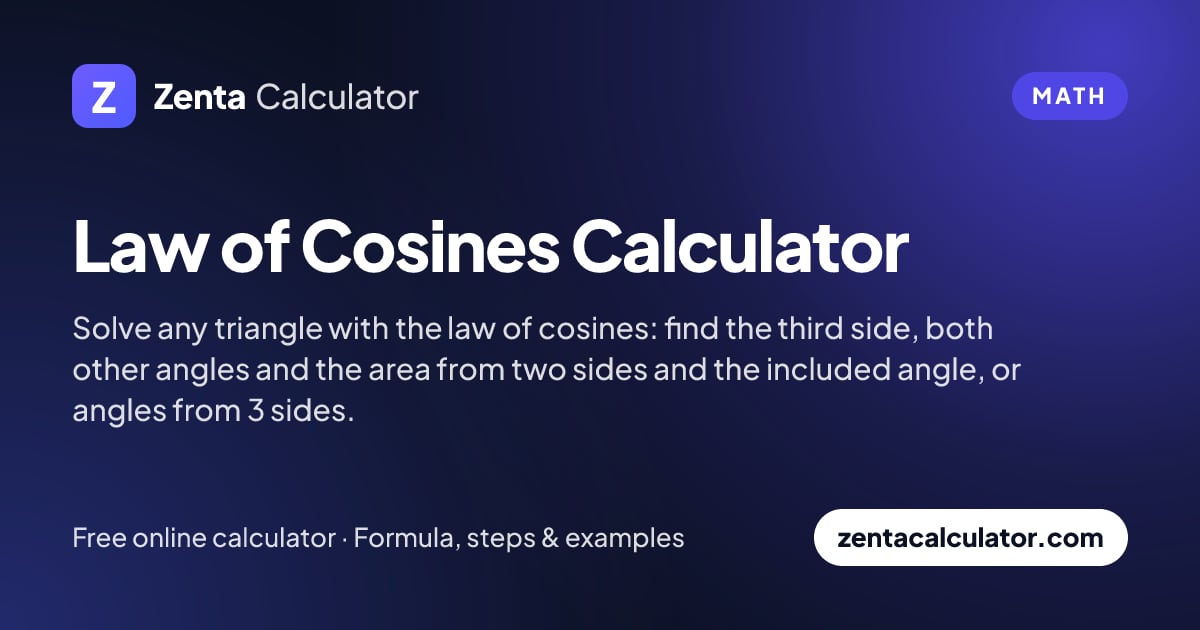 Z
Zenta Calculator
MATH
Law of Cosines Calculator
Solve any triangle with the law of cosines: find the third side, both
other angles and the area from two sides and the included angle, or
angles from 3 sides.
Free online calculator · Formula, steps & examples
zentacalculator.com